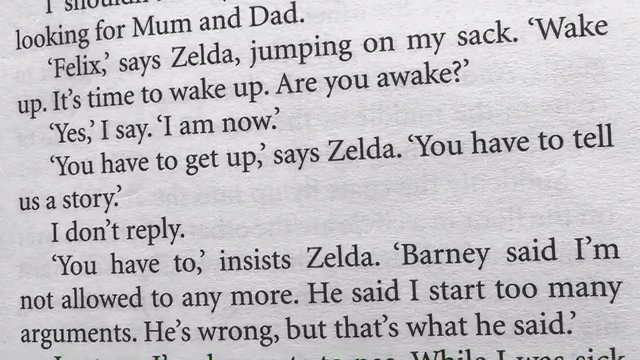 I
looking for Mum and Dad.
‘Felix,’ says Zelda, jumping on my sack. ‘Wake
up. It’s time to wake up. Are you awake?’
‘Yes,’ I say. ‘I am now.’
‘You have to get up,’ says Zelda. ‘You have to tell
us a story.’
I don’t reply.
‘You have to,’ insists Zelda. ‘Barney said I’m
not allowed to any more. He said I start too many
arguments. He’s wrong, but that’s what he said.’
While I was sick